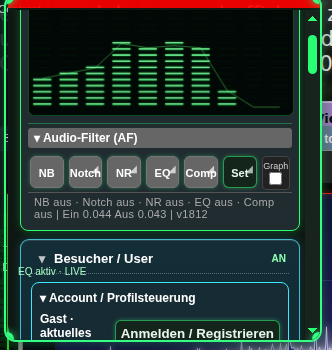 ▾ Audio-Filter (AF)
NB Notch NR EQ Comp Set Graph
NB aus · Notch aus · NR aus · EQ aus · Comp
aus | Ein 0.044 Aus 0.043 | v1812
▼ Besucher / User AN
EQ aktiv · LIVE
▾ Account / Profilsteuerung
Gast ·
aktuelles
Anmelden / Registrieren